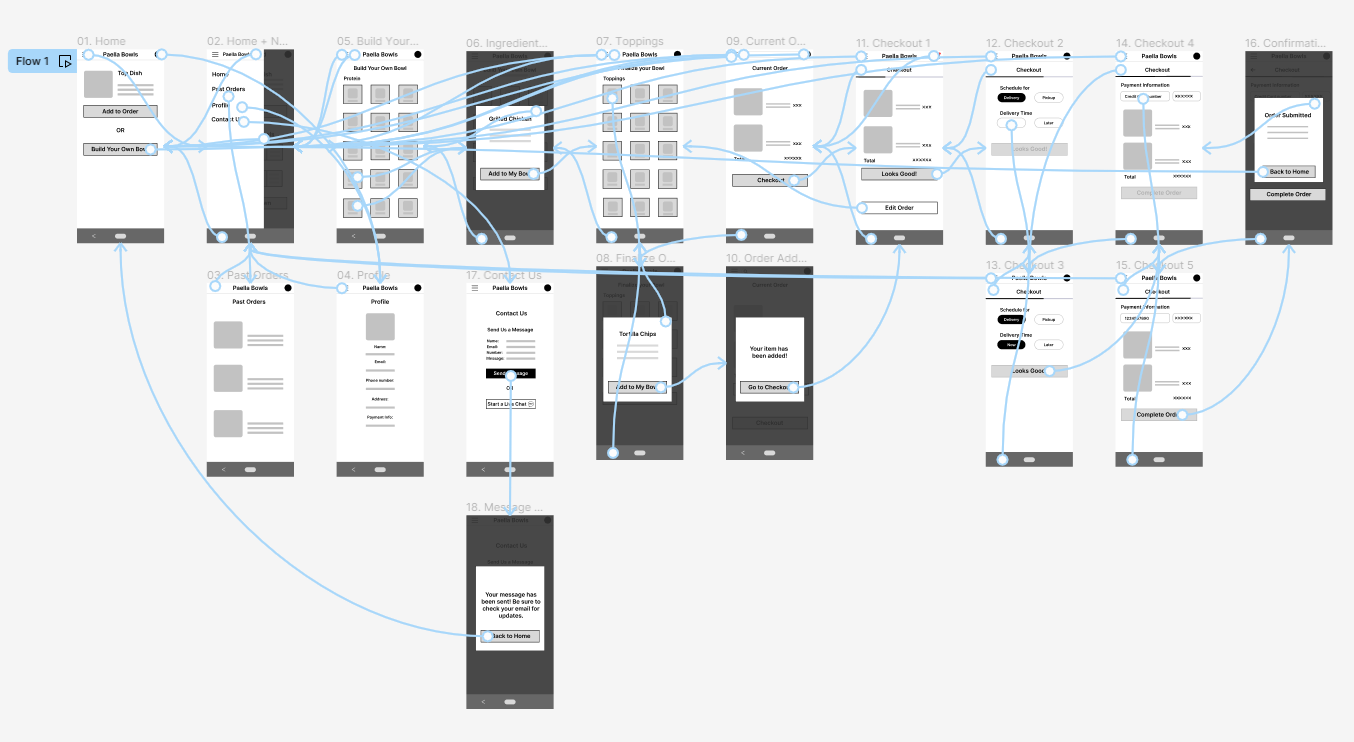 Flow 1
01. Home
Paella Bowls
Top Dish
Add to Order
OR
Build Your Own Bowl
02. Home + N...
Paella Bowls
Home
Past Orders
Profile
Contact Us
05. Build Your...
Paella Bowls
Build Your Own Bowl
Protein
06. Ingredient...
Paella Bowls
Grilled Chicken
Add to My Bowl
07. Toppings
Paella Bowls
Finalize your Bowl
Toppings
09. Current O...
Paella Bowls
Current Order
xxx
xxx
Total
xxxxxx
Checkout
11. Checkout 1
Paella Bowls
Checkout
xxx
xxx
Total
xxxxxx
Looks Good!
Edit Order
12. Checkout 2
Paella Bowls
Checkout
Schedule for
Delivery
Pickup
Delivery Time
Later
Looks Good!
14. Checkout 4
Paella Bowls
Checkout
Payment Information
XXXXXX
xxx
xxx
Total
xxxxxx
Complete Order
16. Confirmati...
Paella Bowls
Checkout
Payment Information
Order Submitted
Back to Home
Complete Order
03. Past Orders
Paella Bowls
Past Orders
04. Profile
Paella Bowls
Profile
Name:
Email:
Phone number:
Address:
Payment Info:
17. Contact Us
Paella Bowls
Contact Us
Send Us a Message
Name:
Email:
Number:
Message:
Send Message
OR
Start a Live Chat
08. Finalize O...
Tortilla Chips
Add to My Bowl
10. Order Add...
Current Order
Your item has
been added!
Go to Checkout
Checkout
13. Checkout 3
Paella Bowls
Checkout
Schedule for
Delivery
Pickup
Delivery Time
Now
Later
Looks Good!
15. Checkout 5
Paella Bowls
Checkout
Payment Information
1234567890
XXXXXX
xxx
xxx
Total
xxxxxx
Complete Order
18. Message ...
Paella Bowls
Contact Us
Send Us a Message
Your message has
been sent! Be sure to
check your email for
updates.
Back to Home